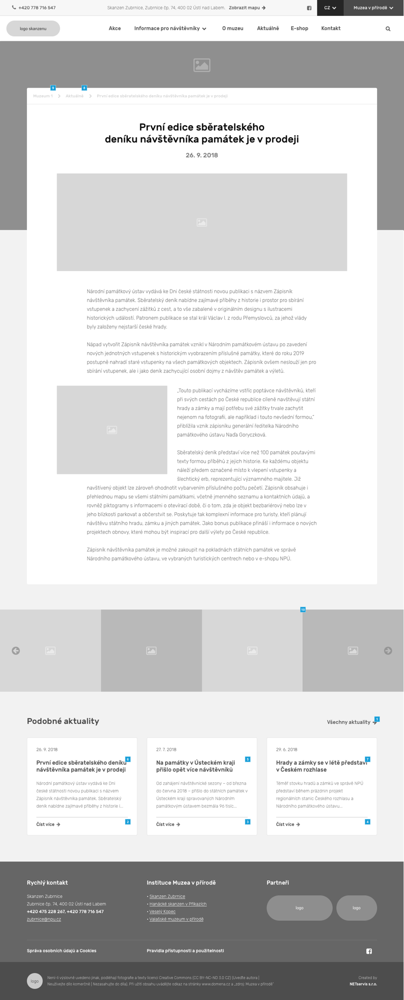 +420 778 716 547
Skanzen Zubrnice, Zubrnice čp. 74, 400 02 Ústí nad Labem. Zobrazit mapu
CZ
Muzea v přírodě
logo skanzenu
Akce
Informace pro návštěvníky
O muzeu
Aktuálně
E-shop
Kontakt
9
8
Muzeum 1
Aktuálně
První edice sběratelského deníku návštěvníka památek je v prodeji
První edice sběratelského
deníku návštěvníka památek je v prodeji
26. 9. 2018
Národní památkový ústav vydává ke Dni české státnosti novou publikaci s názvem Zápisník
návštěvníka památek. Sběratelský deník nabídne zajímavé příběhy z historie i prostor pro sbírání
vstupenek a zachycení zážitků z cest, a to vše zabalené v originálním designu s ilustracemi
historických událostí. Patronem publikace se stal král Václav I. z rodu Přemyslovců, za jehož vlády
byly založeny nejstarší české hrady.
Nápad vytvořit Zápisník návštěvníka památek vznikl v Národním památkovém ústavu po zavedení
nových jednotných vstupenek s historickým vyobrazením příslušné památky, které do roku 2019
postupně nahradí staré vstupenky na všech památkových objektech. Zápisník ovšem neslouží jen pro
sbírání vstupenek, ale i jako deník zachycující osobní dojmy z návštěv památek a výletů.
„Touto publikací vycházíme vstříc poptávce návštěvníků, kteří
při svých cestách po České republice cíleně navštěvují státní
hrady a zámky a mají potřebu své zážitky trvale zachytit
nejenom na fotografii, ale například i touto nevšední formou,“
přiblížila vznik zápisníku generální ředitelka Národního
památkového ústavu Naďa Goryczková.
Sběratelský deník představí více než 100 památek poutavými
texty formou příběhů z jejich historie. Ke každému objektu
náleží předem označené místo k vlepení vstupenky a
šlechtický erb, reprezentující významného majitele. Již
navštívený objekt lze zároveň ohodnotit vybarvením příslušného počtu pečetí. Zápisník obsahuje i
přehlednou mapu se všemi státními památkami, včetně jmenného seznamu a kontaktních údajů, a
rovněž piktogramy s informacemi o otevírací době, či o tom, zda je objekt bezbariérový nebo lze v
jeho blízkosti parkovat a občerstvit se. Poskytuje tak komplexní informace pro turisty, kteří plánují
návštěvu státního hradu, zámku a jiných památek. Jako bonus publikace přináší i informace o nových
projektech obnovy, které mohou být inspirací pro další výlety po České republice.
Zápisník návštěvníka památek je možné zakoupit na pokladnách státních památek ve správě
Národního památkového ústavu, ve vybraných turistických centrech nebo v e-shopu NPÚ.
10
Podobné aktuality
Všechny aktuality
1
26. 9. 2018
6
První edice sběratelského deníku
návštěvníka památek je v prodeji
Národní památkový ústav vydává ke Dni
české státnosti novou publikaci s názvem
Zápisník návštěvníka památek. Sběratelský
deník nabídne zajímavé příběhy z historie i...
Číst více
2
27. 7. 2018
5
Na památky v Ústeckém kraji
přišlo opět více návštěvníků
Od zahájení návštěvnické sezony – od března
do června 2018 – přišlo do státních památek v
Ústeckém kraji spravovaných Národním
památkovým ústavem bezmála 96 tisíc...
Číst více
3
29. 6. 2018
7
Hrady a zámky se v létě představí
v Českém rozhlase
Téměř stovku hradů a zámků ve správě NPÚ
představí během prázdnin projekt
regionálních stanic Českého rozhlasu a
Národního památkového ústavu...
Číst více
4
Rychlý kontakt
Skanzen Zubrnice
Zubrnice čp. 74, 400 02 Ústí nad Labem
+420 475 228 267, +420 778 716 547
zubrnice@npu.cz
Instituce Muzea v přírodě
• Skanzen Zubrnice
• Hanácké skanzen v Příkazích
• Veselý Kopec
• Valašské muzeum v přírodě
Partneři
logo
logo
Správa osobních údajů a Cookies
Pravidla přístupnosti a použitelnosti
logo
Není-li výslovně uvedeno jinak, podléhají fotografie a texty licenci Creative Commons (CC BY-NC-ND 3.0 CZ) (Uveďte autora |
Neužívejte dílo komerčně | Nezasahujte do díla), Při užití obsahu uvádějte odkaz na stránky www.domena.cz a „zdroj: Muzea v přírodě“
Created by
NETservis s.r.o.